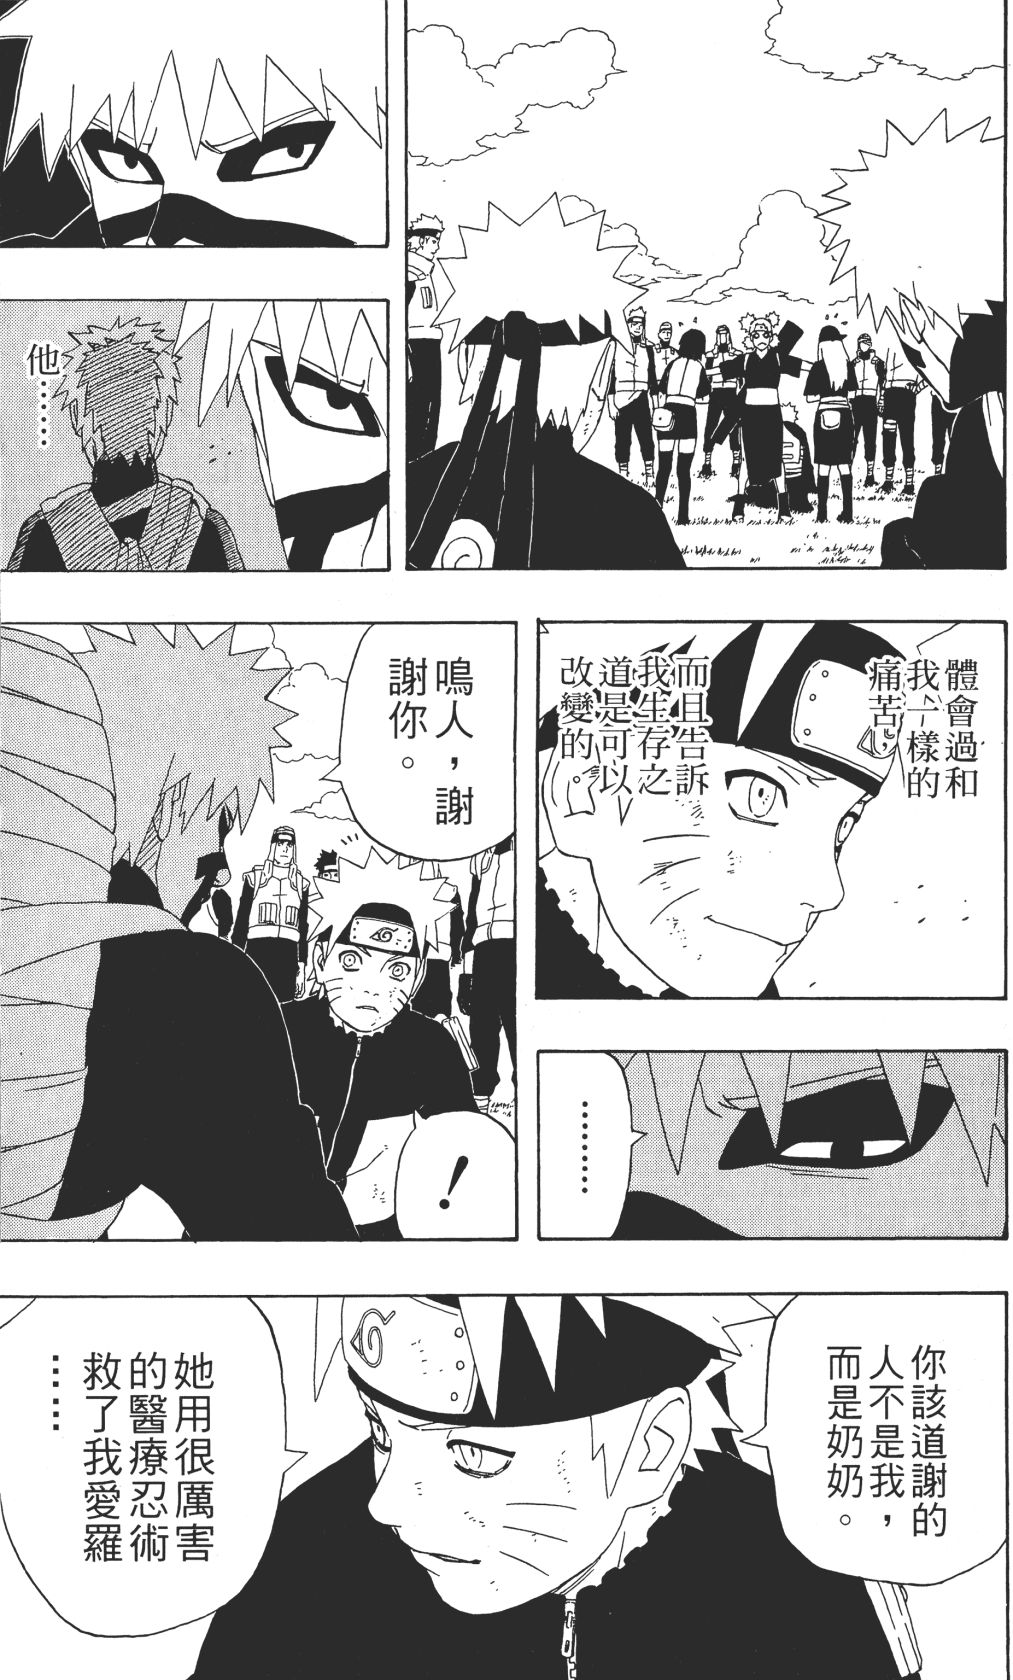 他⋯⋯⋯
體會過和
我一樣的
痛苦，
而且告訴
我生存之
道是可以
改變的。
⋯⋯⋯
鳴人，謝
謝你。
！
你該道謝的
人不是我，
而是奶奶。
她用很厲害
的醫療忍術
救了我愛羅
⋯⋯⋯